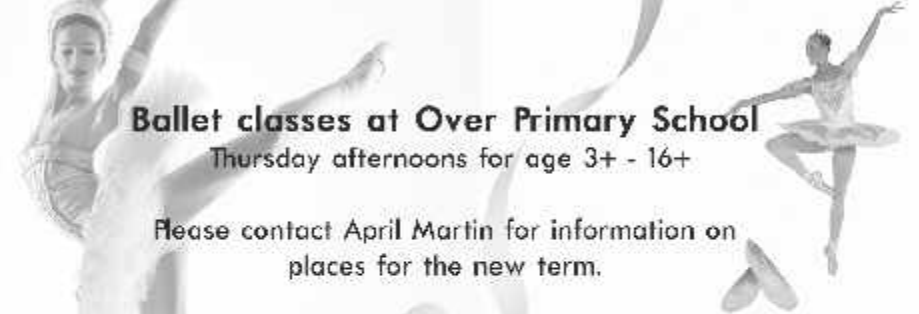 Ballet classes at Over Primary School
Thursday afternoons for age 3+ - 16+
Please contact April Martin for information on
places for the new term.